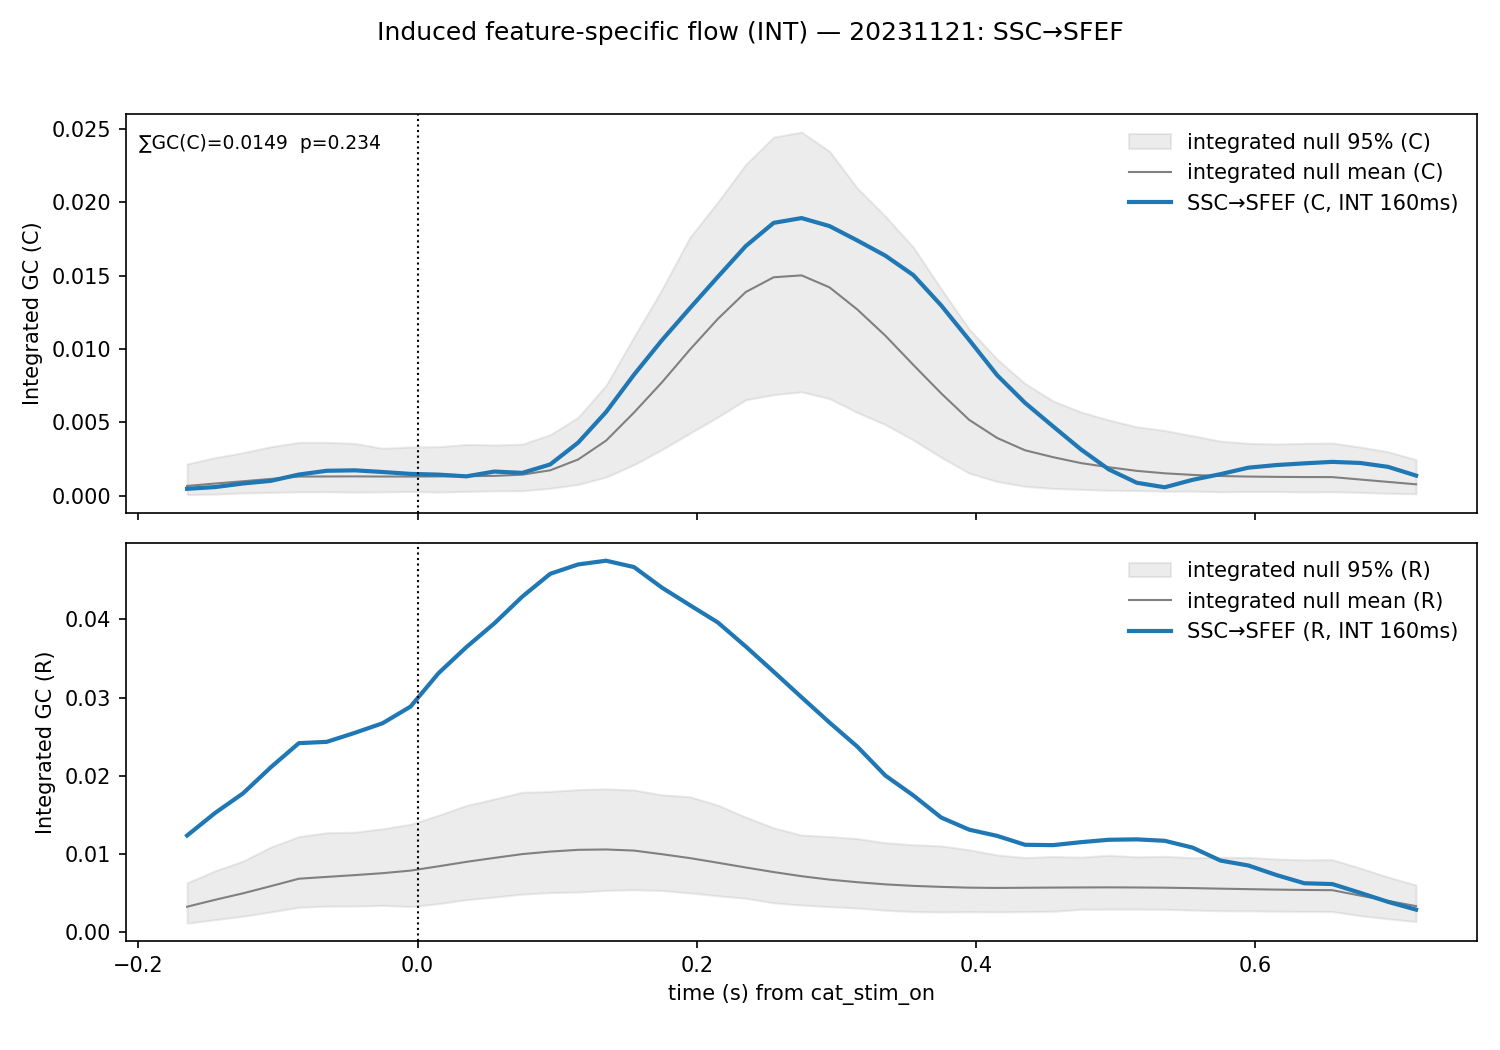 Induced feature-specific flow (INT) — 20231121: SSC→SFEF
Integrated GC (C)
0.025
0.020
0.015
0.010
0.005
0.000
∑GC(C)=0.0149 p=0.234
integrated null 95% (C)
integrated null mean (C)
SSC→SFEF (C, INT 160ms)
Integrated GC (R)
0.04
0.03
0.02
0.01
0.00
integrated null 95% (R)
integrated null mean (R)
SSC→SFEF (R, INT 160ms)
−0.2 0.0 0.2 0.4 0.6
time (s) from cat_stim_on